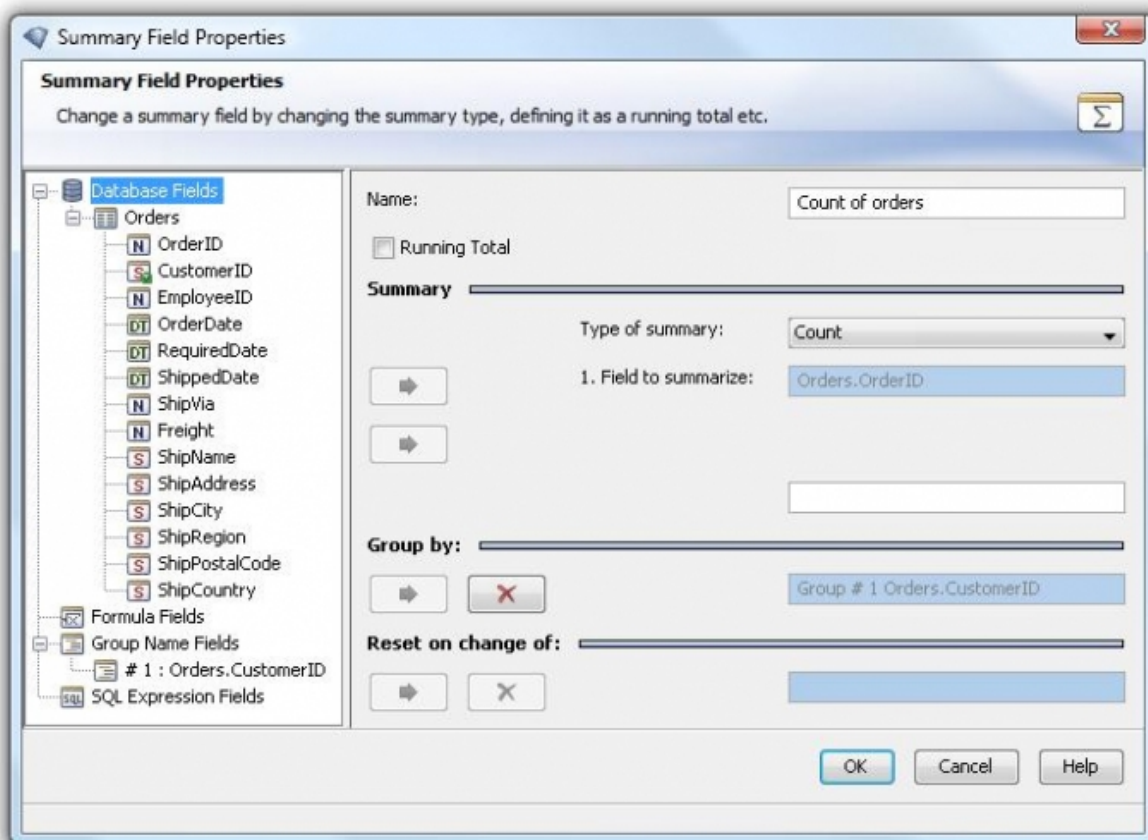 Summary Field Properties
Summary Field Properties
Change a summary field by changing the summary type, defining it as a running total etc.
Σ
Database Fields
Orders
N OrderID
S CustomerID
N EmployeeID
DT OrderDate
DT RequiredDate
DT ShippedDate
N ShipVia
N Freight
S ShipName
S ShipAddress
S ShipCity
S ShipRegion
S ShipPostalCode
S ShipCountry
Formula Fields
Group Name Fields
# 1 : Orders.CustomerID
SQL SQL Expression Fields
Name: Count of orders
Running Total
Summary
Type of summary: Count
1. Field to summarize: Orders.OrderID
Group by:
Group # 1 Orders.CustomerID
Reset on change of:
OK Cancel Help